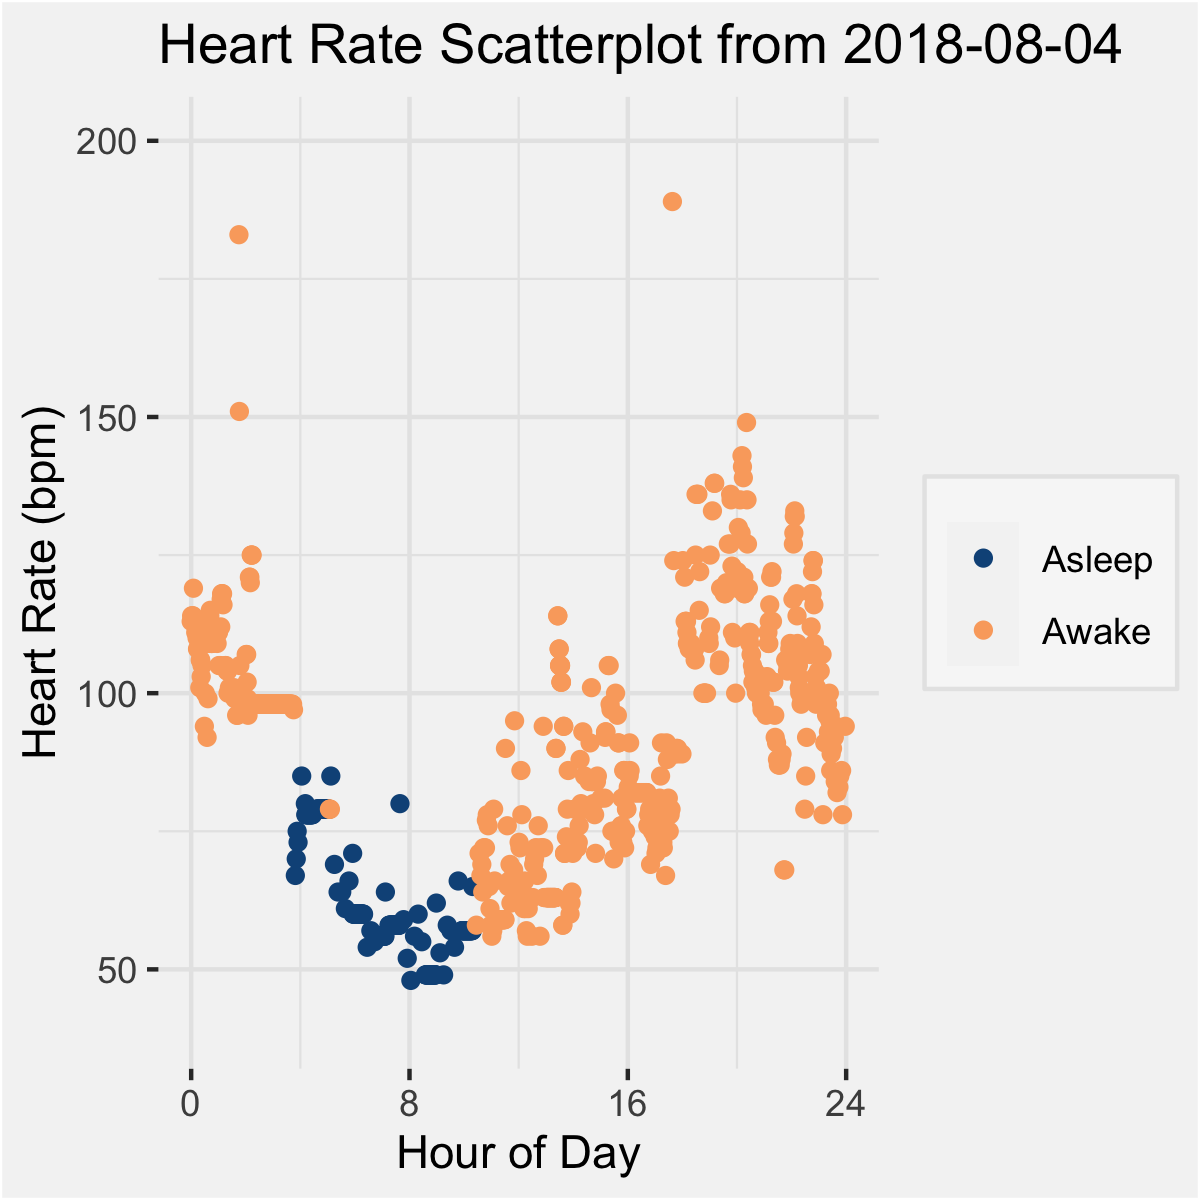 Heart Rate Scatterplot from 2018-08-04
200
150
100
50
Heart Rate (bpm)
0 8 16 24
Hour of Day
Asleep
Awake